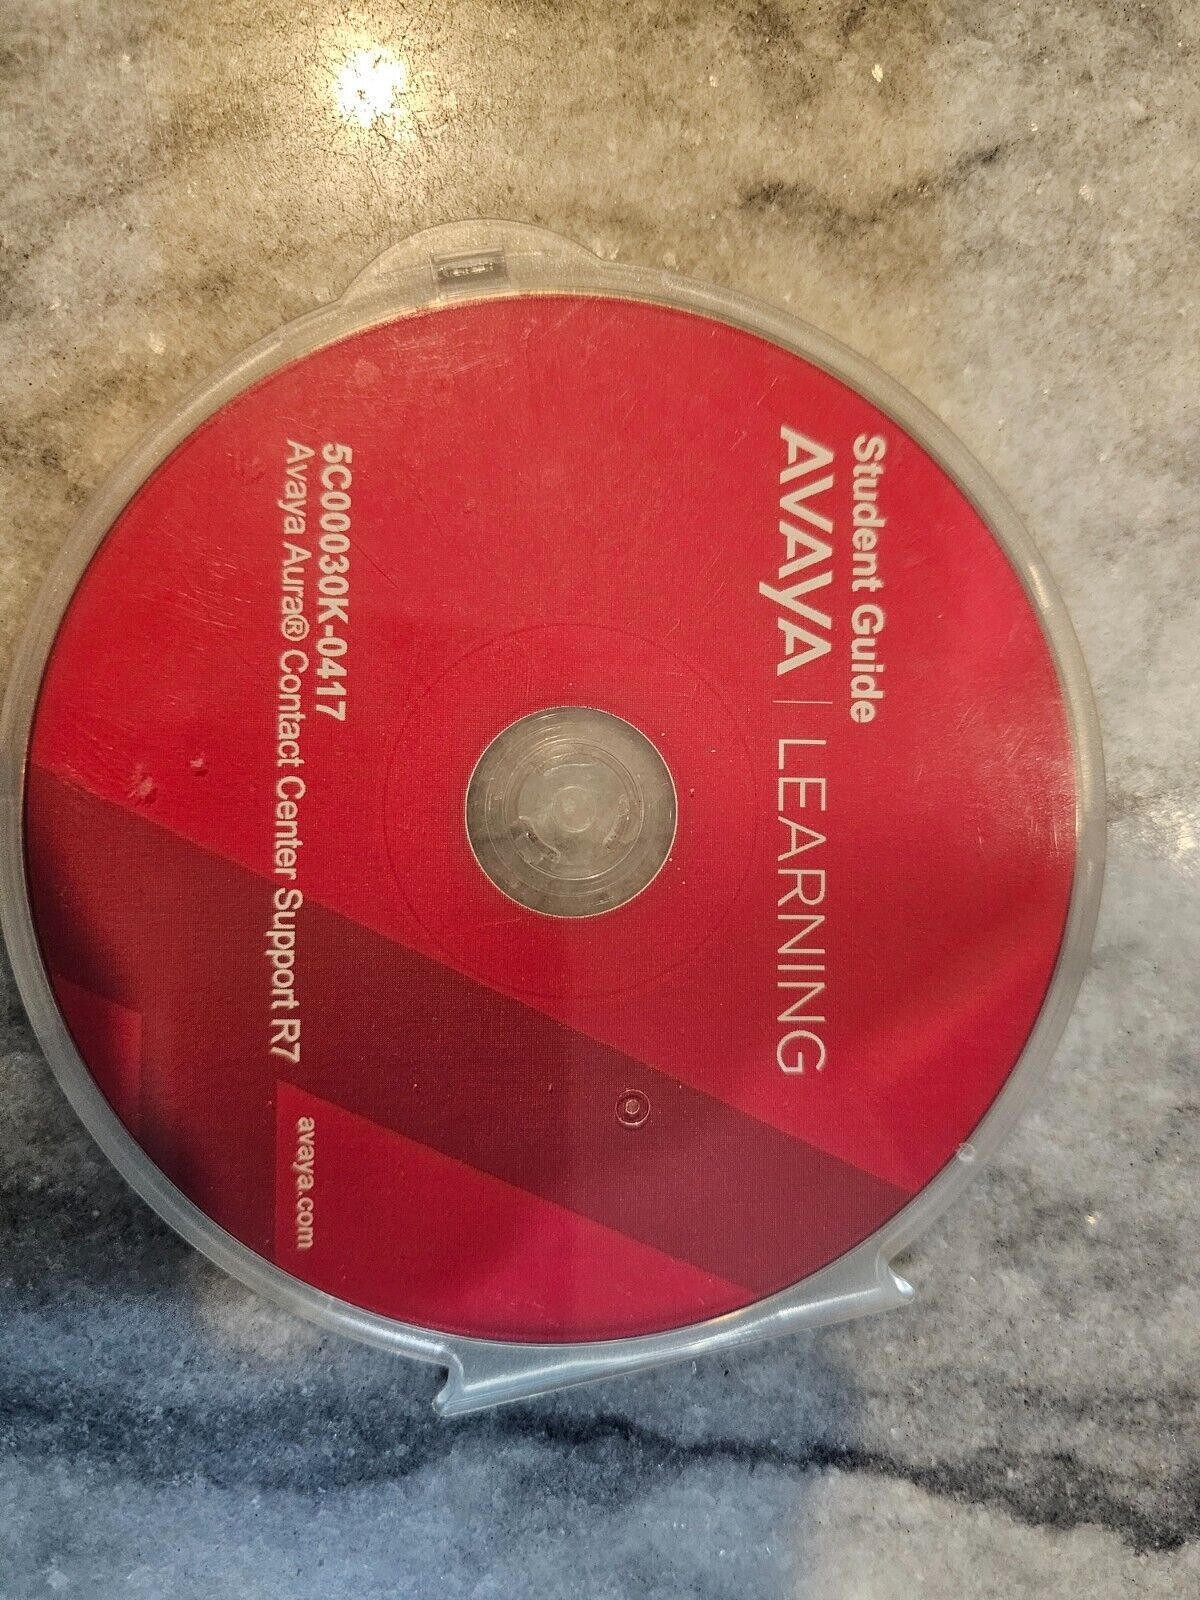 Student Guide
AVAYA | LEARNING
5C00030K-0417
Avaya Aura® Contact Center Support R7
avaya.com